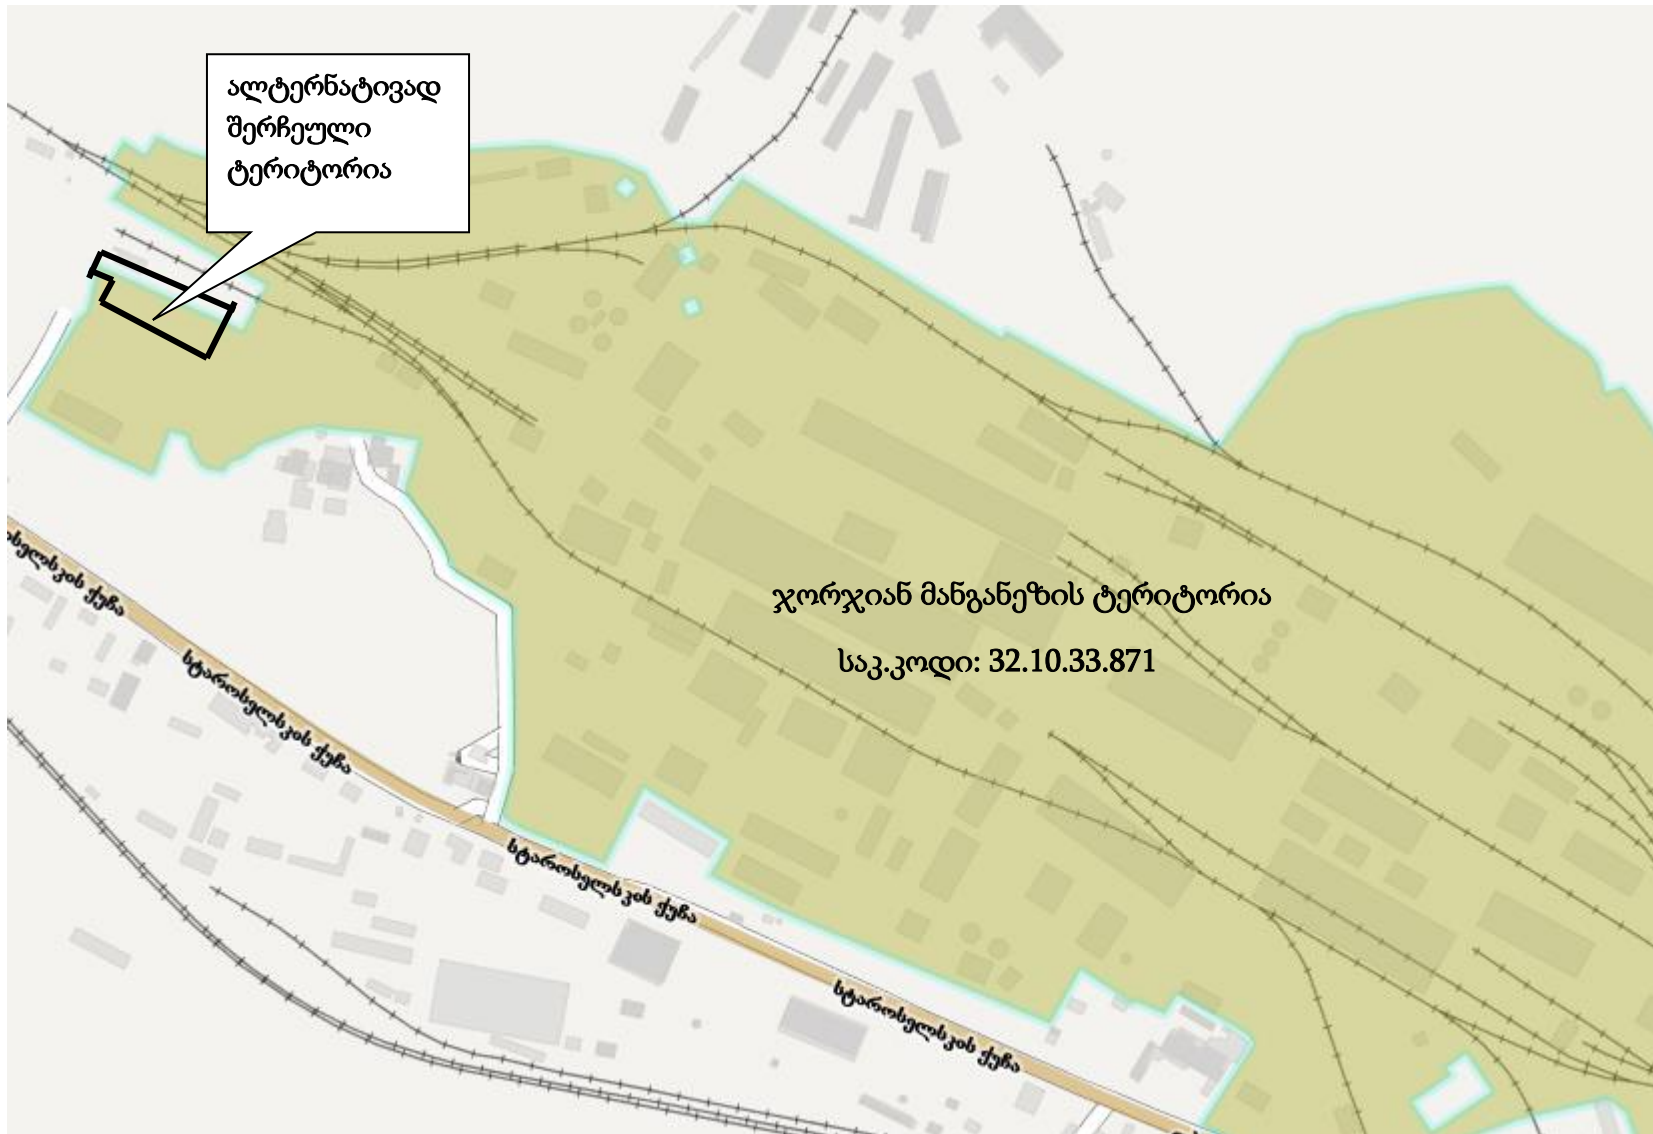 ალტერნატივად
შერჩეული
ტერიტორია
ჯორჯიან მანგანეზის ტერიტორია
საკ.კოდი: 32.10.33.871
ქუჩა
სტაროსელსკის ქუჩა
სტაროსელსკის ქუჩა
სტაროსელსკის ქუჩა